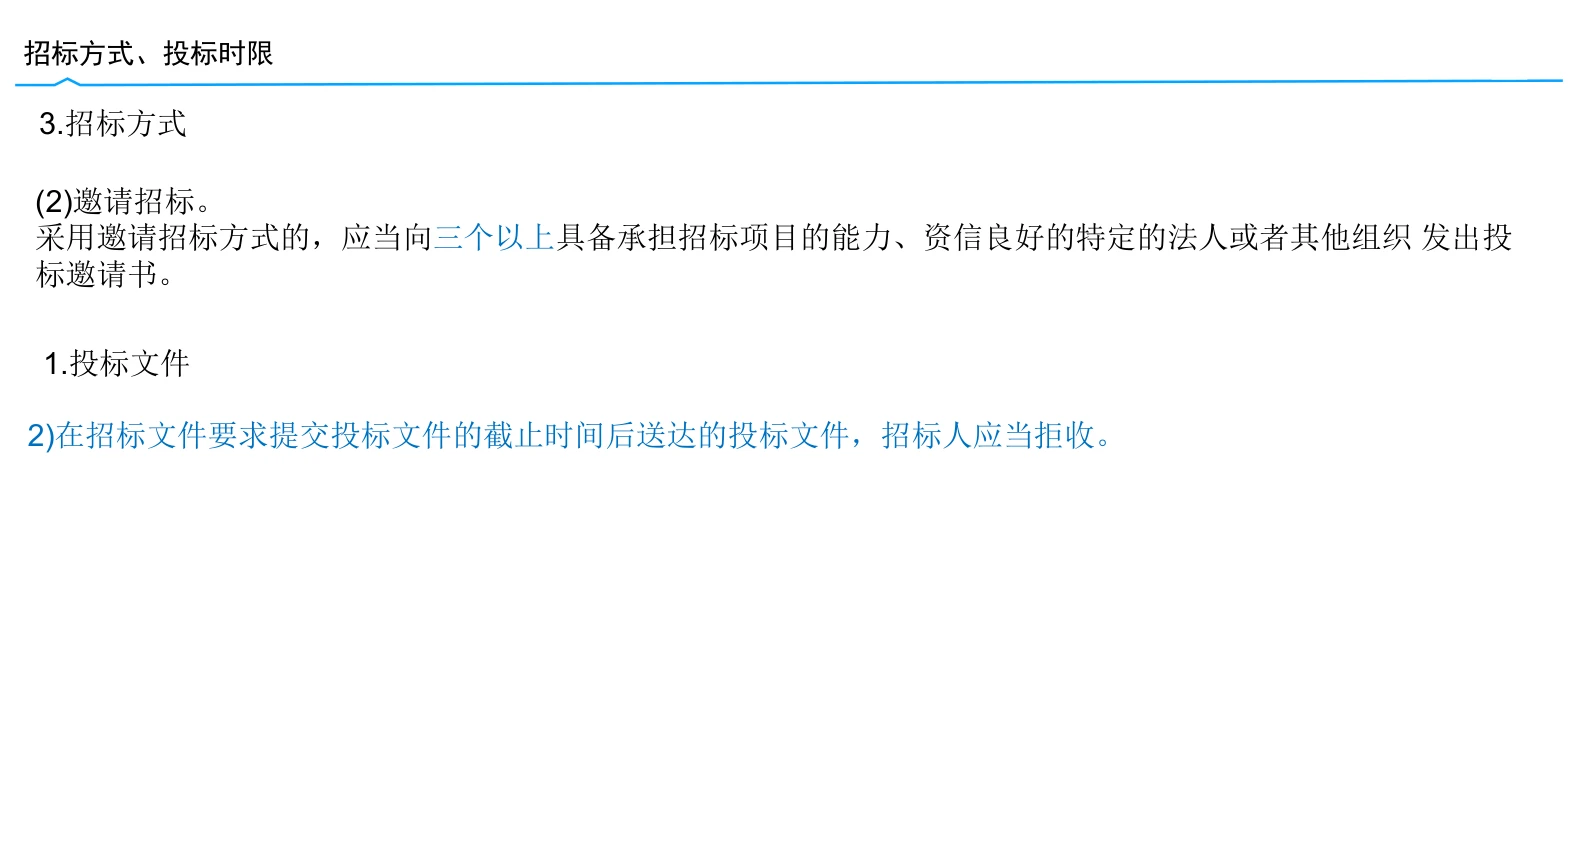 招标方式、投标时限
3.招标方式
(2)邀请招标。
采用邀请招标方式的，应当向三个以上具备承担招标项目的能力、资信良好的特定的法人或者其他组织 发出投
标邀请书。
1.投标文件
2)在招标文件要求提交投标文件的截止时间后送达的投标文件，招标人应当拒收。